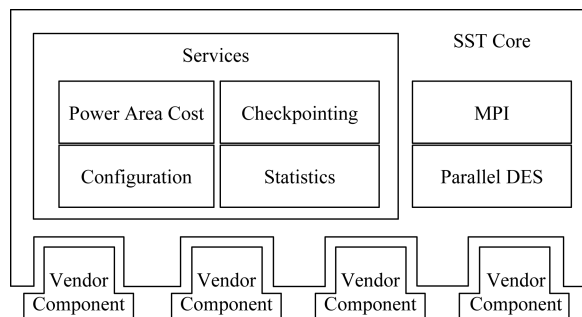 SST Core
Services
Power Area Cost
Checkpointing
MPI
Configuration
Statistics
Parallel DES
Vendor
Component
Vendor
Component
Vendor
Component
Vendor
Component